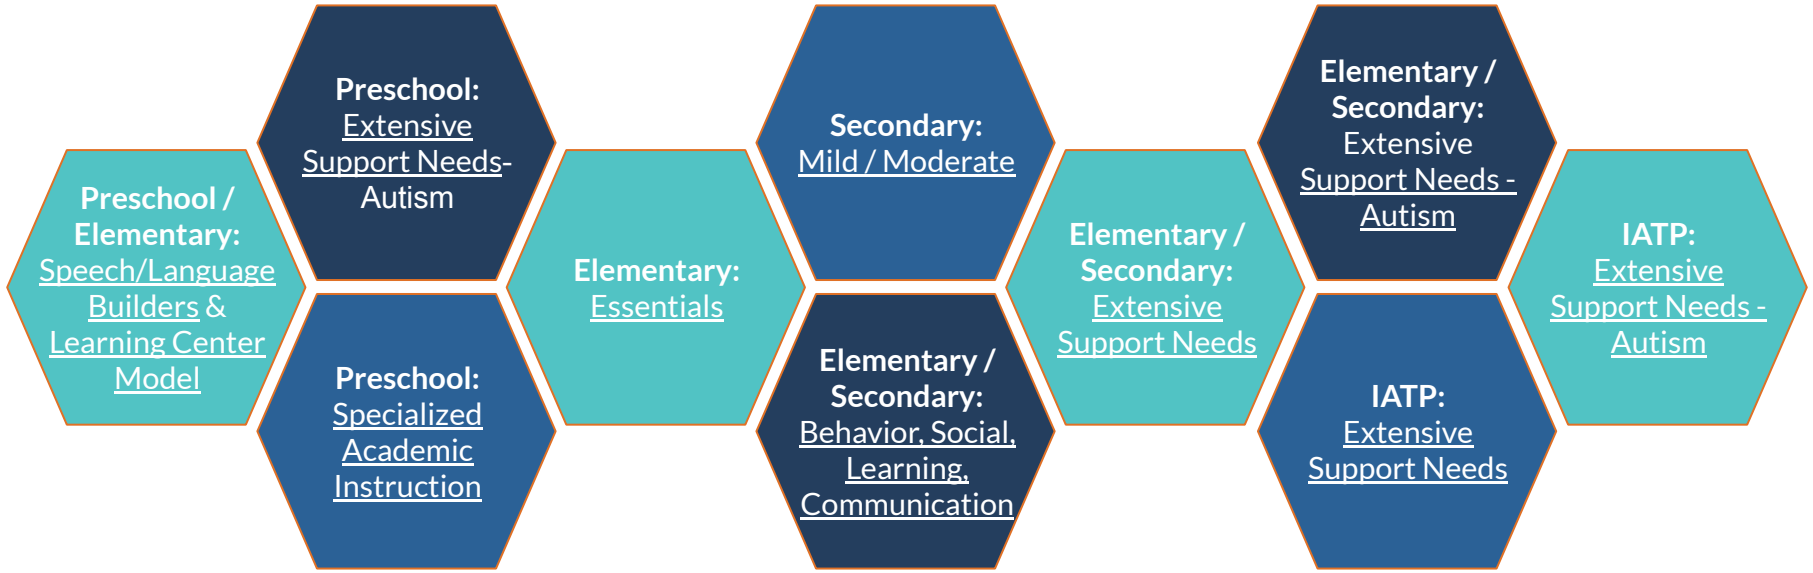 Preschool /
Elementary:
Speech/Language
Builders &
Learning Center
Model
Preschool:
Extensive
Support Needs-
Autism
Preschool:
Specialized
Academic
Instruction
Elementary:
Essentials
Secondary:
Mild / Moderate
Elementary /
Secondary:
Behavior, Social,
Learning,
Communication
Elementary /
Secondary:
Extensive
Support Needs
Elementary /
Secondary:
Extensive
Support Needs -
Autism
IATP:
Extensive
Support Needs
IATP:
Extensive
Support Needs -
Autism